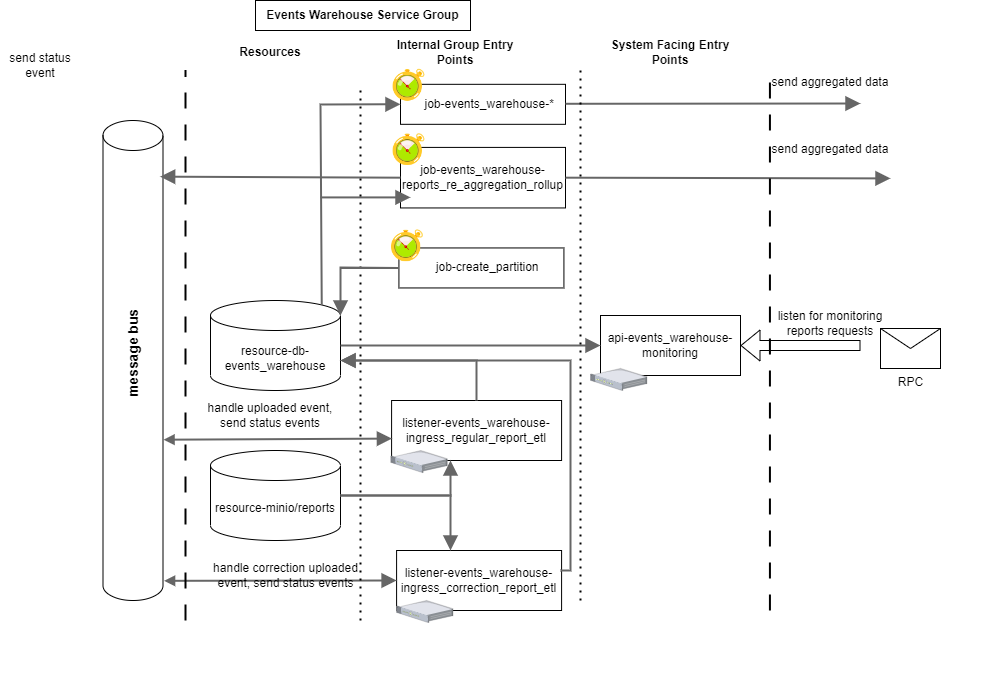 Events Warehouse Service Group
send status
event
Resources
Internal Group Entry
Points
System Facing Entry
Points
send aggregated data
job-events_warehouse-*
send aggregated data
job-events_warehouse-
reports_re_aggregation_rollup
job-create_partition
message bus
resource-db-
events_warehouse
api-events_warehouse-
monitoring
listen for monitoring
reports requests
RPC
handle uploaded event,
send status events
listener-events_warehouse-
ingress_regular_report_etl
resource-minio/reports
handle correction uploaded
event, send status events
listener-events_warehouse-
ingress_correction_report_etl